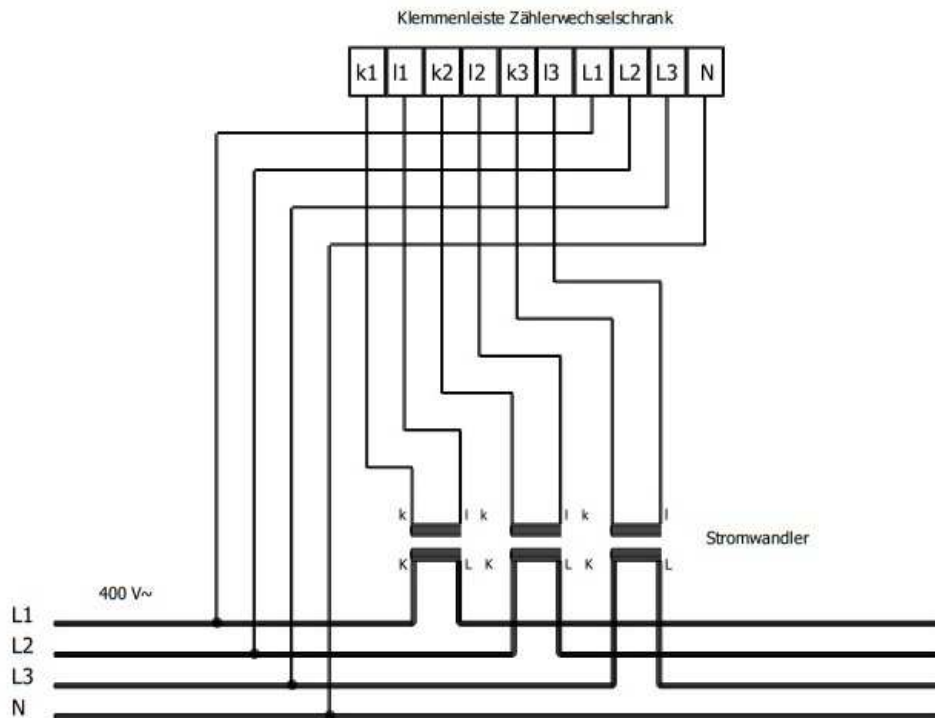 Klemmenleiste Zählerwechselschrank
k1 l1 k2 l2 k3 l3 L1 L2 L3 N
k l k l k l
Stromwandler
K L K L K L
400 V~
L1
L2
L3
N